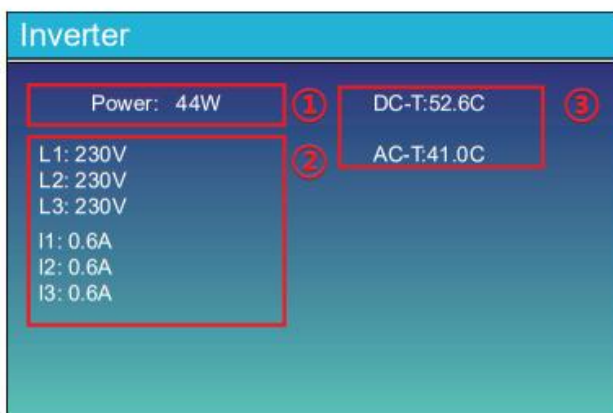 Inverter
Power: 44W
①
L1: 230V
L2: 230V
L3: 230V
I1: 0.6A
I2: 0.6A
I3: 0.6A
②
DC-T:52.6C
AC-T:41.0C
③